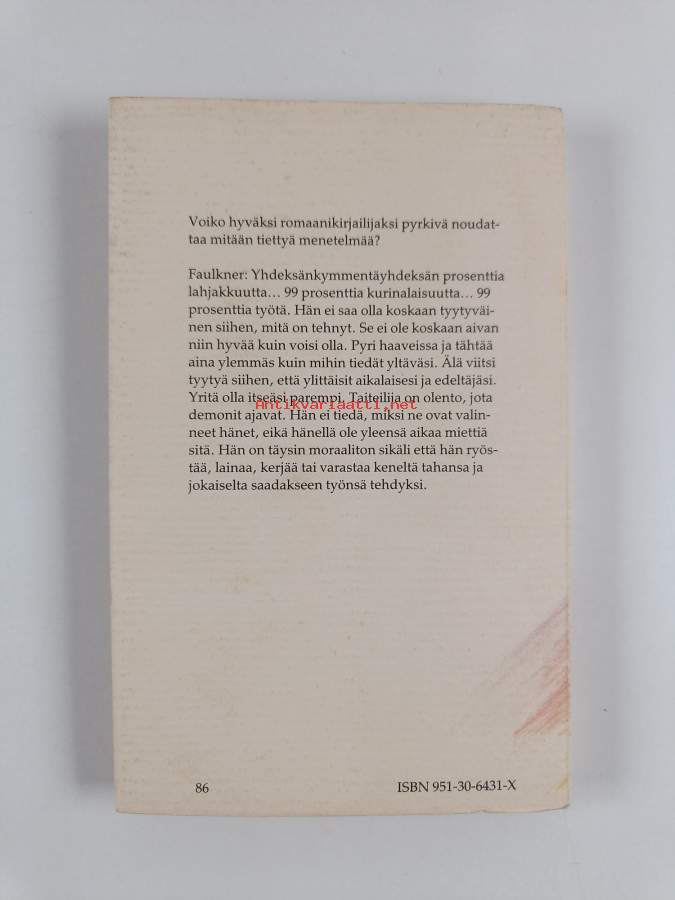 Voiko hyväksi romaanikirjailijaksi pyrkivä noudat-
taa mitään tiettyä menetelmää?
Faulkner: Yhdeksänkymmentäyhdeksän prosenttia
lahjakkuutta... 99 prosenttia kurinalaisuutta... 99
prosenttia työtä. Hän ei saa olla koskaan tyytyväi-
nen siihen, mitä on tehnyt. Se ei ole koskaan aivan
niin hyvää kuin voisi olla. Pyri haaveissa ja tähtää
aina ylemmäs kuin mihin tiedät yltäväsi. Älä viitsi
tyytyä siihen, että ylittäisit aikalaisesi ja edeltäjäsi.
Yritä olla itseäsi parempi. Taiteilija on olento, jota
Antikvariaatti.net
demonit ajavat. Hän ei tiedä, miksi ne ovat valin-
neet hänet, eikä hänellä ole yleensä aikaa miettiä
sitä. Hän on täysin moraaliton sikäli että hän ryös-
tää, lainaa, kerjää tai varastaa keneltä tahansa ja
jokaiselta saadakseen työnsä tehdyksi.
86
ISBN 951-30-6431-X